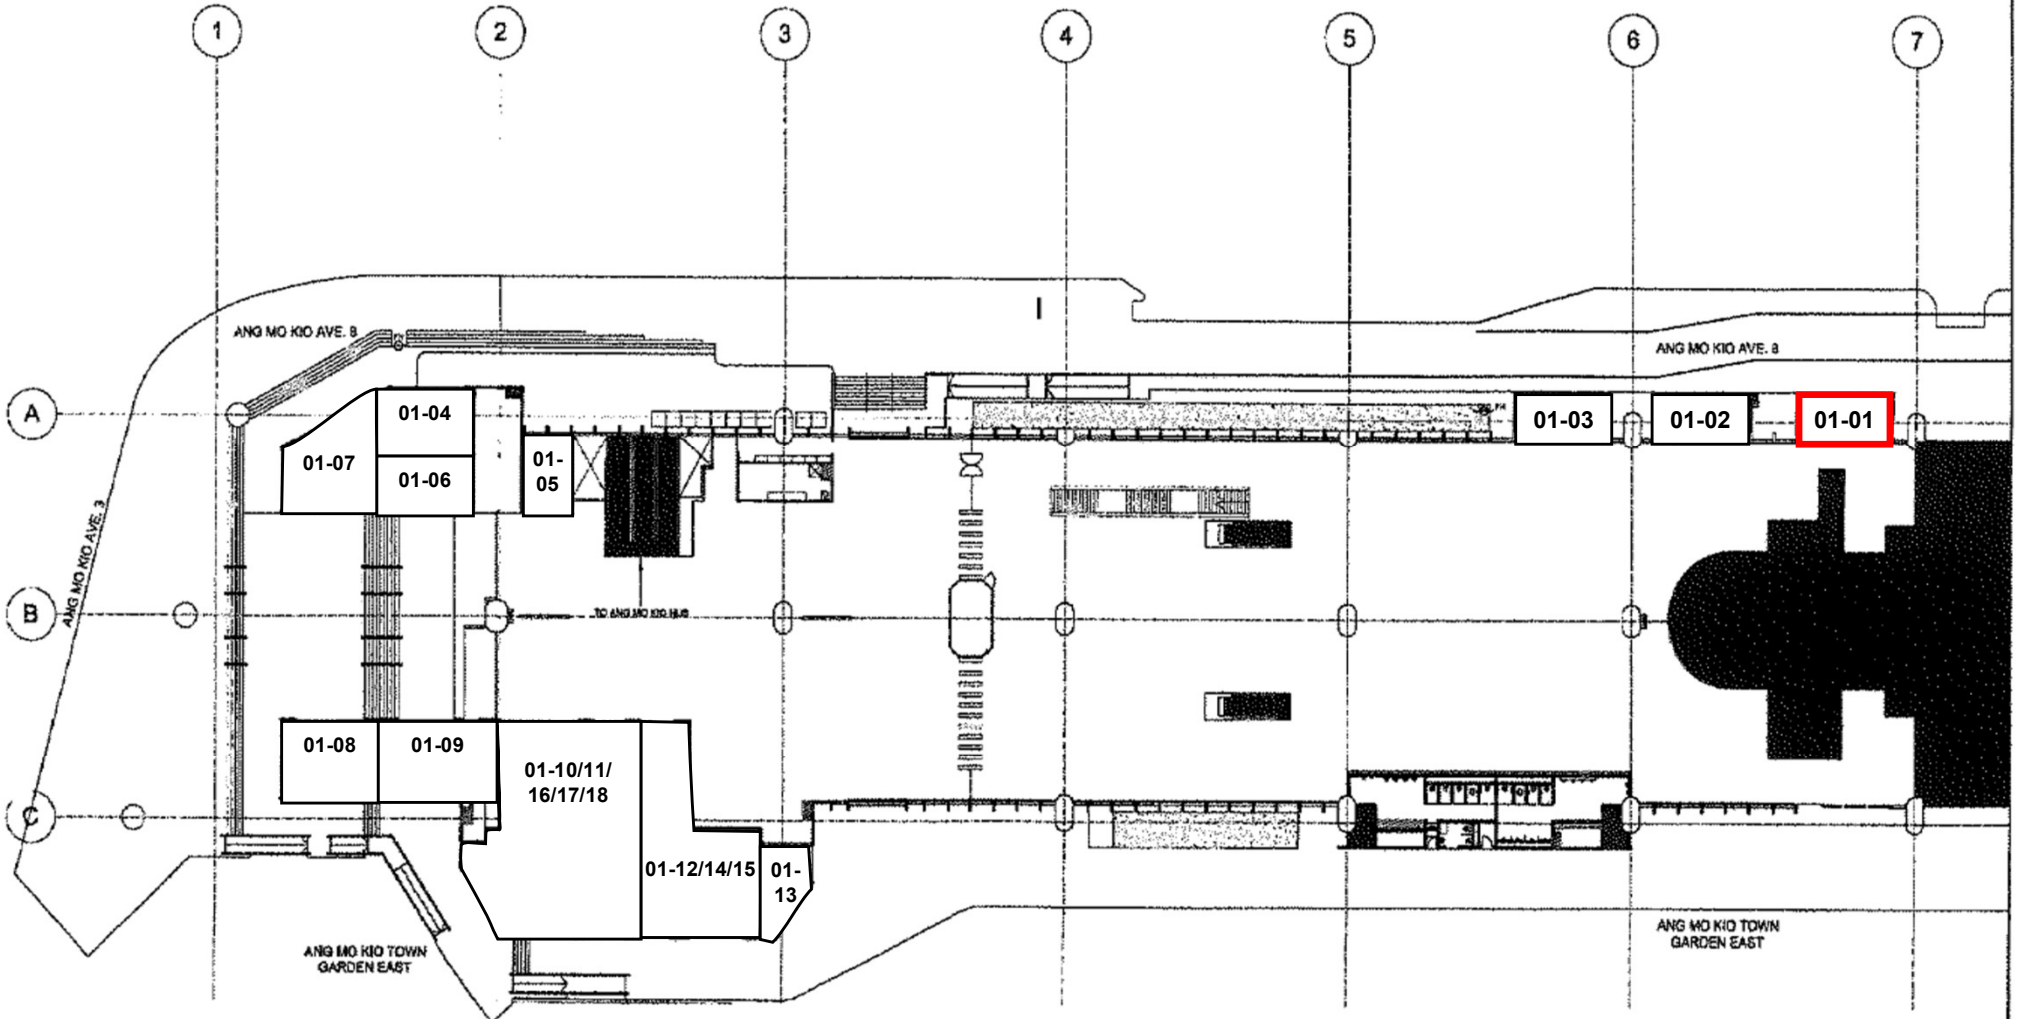 1
2
3
4
5
6
7
ANG MO KIO AVE. 8
ANG MO KIO AVE. 8
A
01-04
01-03
01-02
01-01
01-07
01-06
01-
05
ANG MO KIO AVE. 3
B
TO ANG MO KIO HUB
01-08
01-09
01-10/11/
16/17/18
C
01-12/14/15
01-
13
ANG MO KIO TOWN
GARDEN EAST
ANG MO KIO TOWN
GARDEN EAST